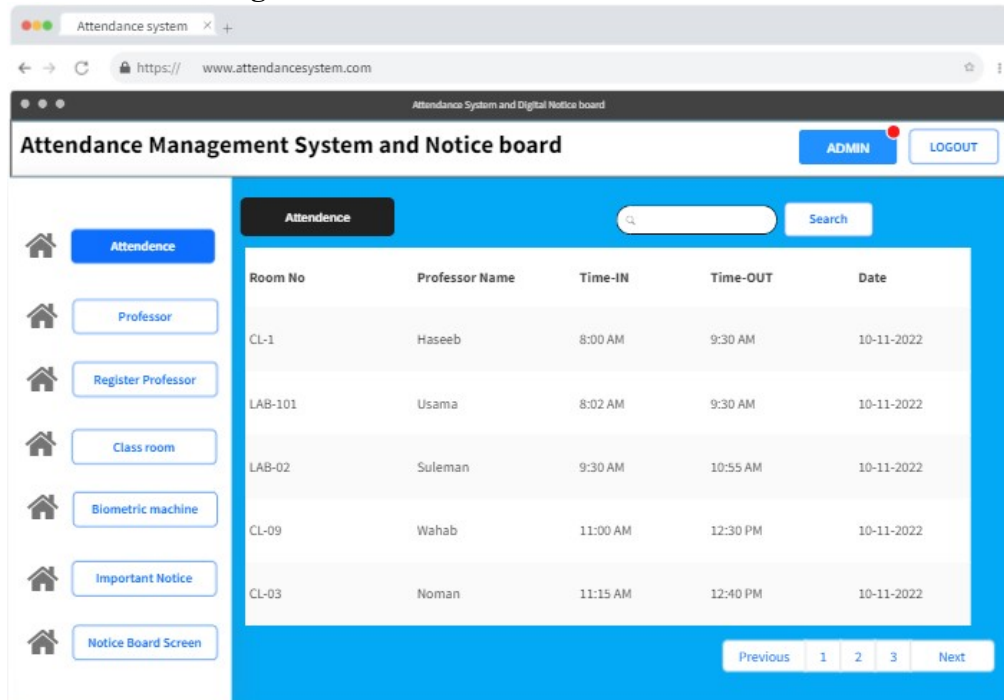 Attendance system × +
https:// www.attendancesystem.com
Attendance System and Digital Notice board
Attendance Management System and Notice board
ADMIN
LOGOUT
Attendence
Professor
Register Professor
Class room
Biometric machine
Important Notice
Notice Board Screen
Attendence
Search
Room No Professor Name Time-IN Time-OUT Date
CL-1 Haseeb 8:00 AM 9:30 AM 10-11-2022
LAB-101 Usama 8:02 AM 9:30 AM 10-11-2022
LAB-02 Suleman 9:30 AM 10:55 AM 10-11-2022
CL-09 Wahab 11:00 AM 12:30 PM 10-11-2022
CL-03 Noman 11:15 AM 12:40 PM 10-11-2022
Previous 1 2 3 Next